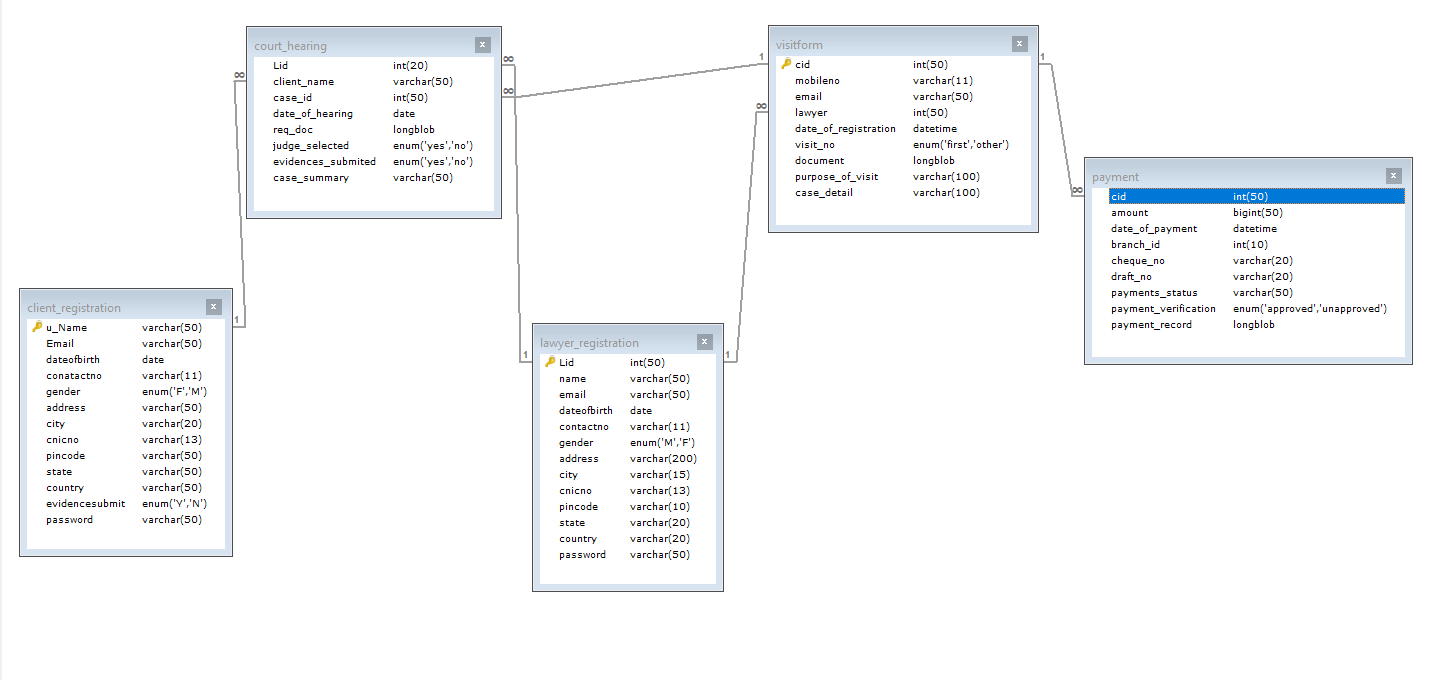 court_hearing x
Lid int(20)
client_name varchar(50)
case_id int(50)
date_of_hearing date
req_doc longblob
judge_selected enum('yes','no')
evidences_submited enum('yes','no')
case_summary varchar(50)
visitform x
cid int(50)
mobileno varchar(11)
email varchar(50)
lawyer int(50)
date_of_registration datetime
visit_no enum('first','other')
document longblob
purpose_of_visit varchar(100)
case_detail varchar(100)
payment x
cid int(50)
amount bigint(50)
date_of_payment datetime
branch_id int(10)
cheque_no varchar(20)
draft_no varchar(20)
payments_status varchar(50)
payment_verification enum('approved','unapproved')
payment_record longblob
client_registration x
u_Name varchar(50)
Email varchar(50)
dateofbirth date
conatactno varchar(11)
gender enum('F','M')
address varchar(50)
city varchar(20)
cnicno varchar(13)
pincode varchar(50)
state varchar(50)
country varchar(50)
evidencesubmit enum('Y','N')
password varchar(50)
lawyer_registration x
Lid int(50)
name varchar(50)
email varchar(50)
dateofbirth date
contactno varchar(11)
gender enum('M','F')
address varchar(200)
city varchar(15)
cnicno varchar(13)
pincode varchar(10)
state varchar(20)
country varchar(20)
password varchar(50)
∞
1
∞
∞
1
1
∞
1
1
∞